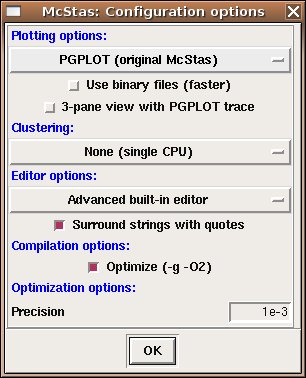 McStas: Configuration options
Plotting options:
PGPLOT (original McStas)
Use binary files (faster)
3-pane view with PGPLOT trace
Clustering:
None (single CPU)
Editor options:
Advanced built-in editor
Surround strings with quotes
Compilation options:
Optimize (-g -O2)
Optimization options:
Precision 1e-3
OK